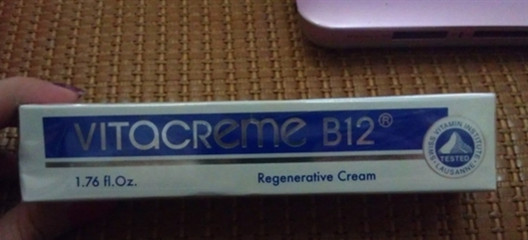 VITACREME B12®
1.76 fl.Oz.
Regenerative Cream
SWISS VITAMIN INSTITUTE
TESTED
LAUSANNE